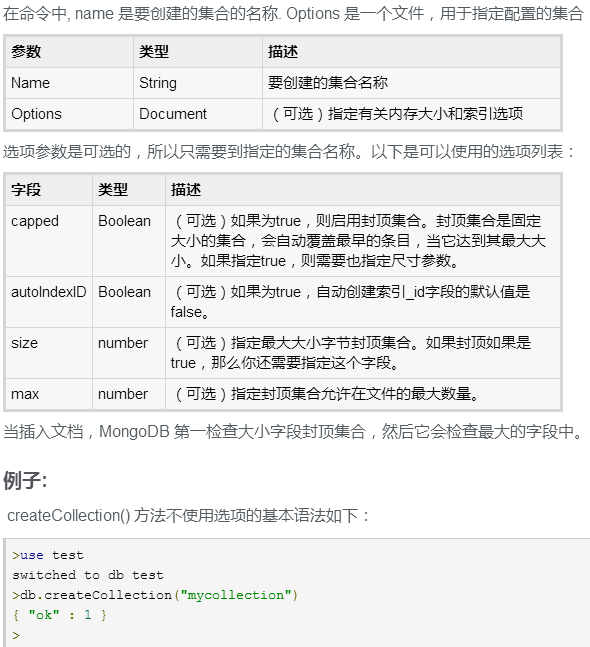 在命令中, name 是要创建的集合的名称. Options 是一个文件，用于指定配置的集合
参数 类型 描述
Name String 要创建的集合名称
Options Document （可选）指定有关内存大小和索引选项
选项参数是可选的，所以只需要到指定的集合名称。以下是可以使用的选项列表：
字段 类型 描述
capped Boolean （可选）如果为true，则启用封顶集合。封顶集合是固定
大小的集合，会自动覆盖最早的条目，当它达到其最大大
小。如果指定true，则需要也指定尺寸参数。
autoIndexID Boolean （可选）如果为true，自动创建索引_id字段的默认值是
false。
size number （可选）指定最大大小字节封顶集合。如果封顶如果是
true，那么你还需要指定这个字段。
max number （可选）指定封顶集合允许在文件的最大数量。
当插入文档，MongoDB 第一检查大小字段封顶集合，然后它会检查最大的字段中。
例子:
createCollection() 方法不使用选项的基本语法如下：
>use test
switched to db test
>db.createCollection("mycollection")
{ "ok" : 1 }
>